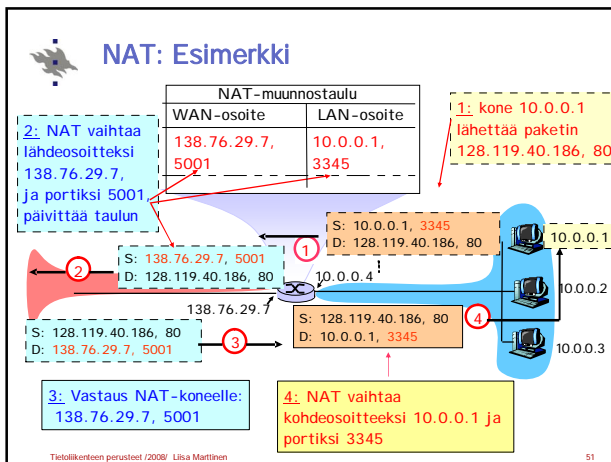 NAT: Esimerkki
NAT-muunnostaulu
WAN-osoite LAN-osoite
138.76.29.7, 10.0.0.1,
5001 3345
1: kone 10.0.0.1
lähettää paketin
128.119.40.186, 80
2: NAT vaihtaa
lähdeosoitteksi
138.76.29.7,
ja portiksi 5001,
päivittää taulun
S: 10.0.0.1, 3345
D: 128.119.40.186, 80
1
10.0.0.1
S: 138.76.29.7, 5001
D: 128.119.40.186, 80
2
10.0.0.4
10.0.0.2
138.76.29.7
S: 128.119.40.186, 80
D: 138.76.29.7, 5001
3
S: 128.119.40.186, 80
D: 10.0.0.1, 3345
4
10.0.0.3
3: Vastaus NAT-koneelle:
138.76.29.7, 5001
4: NAT vaihtaa
kohdeosoitteeksi 10.0.0.1 ja
portiksi 3345
Tietoliikenteen perusteet /2008/ Liisa Marttinen
51